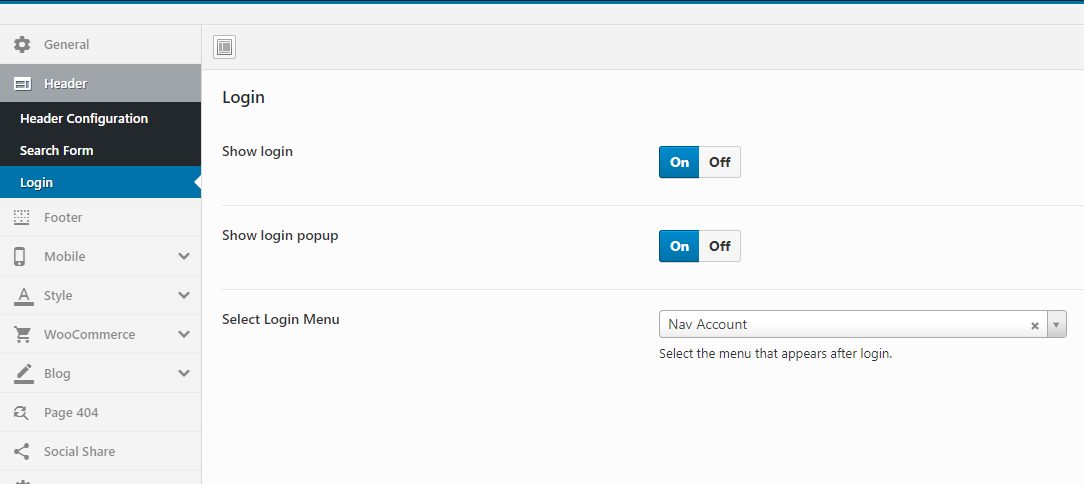 General
Header
Header Configuration
Search Form
Login
Footer
Mobile
Style
WooCommerce
Blog
Page 404
Social Share
Login
Show login
On Off
Show login popup
On Off
Select Login Menu
Nav Account
Select the menu that appears after login.